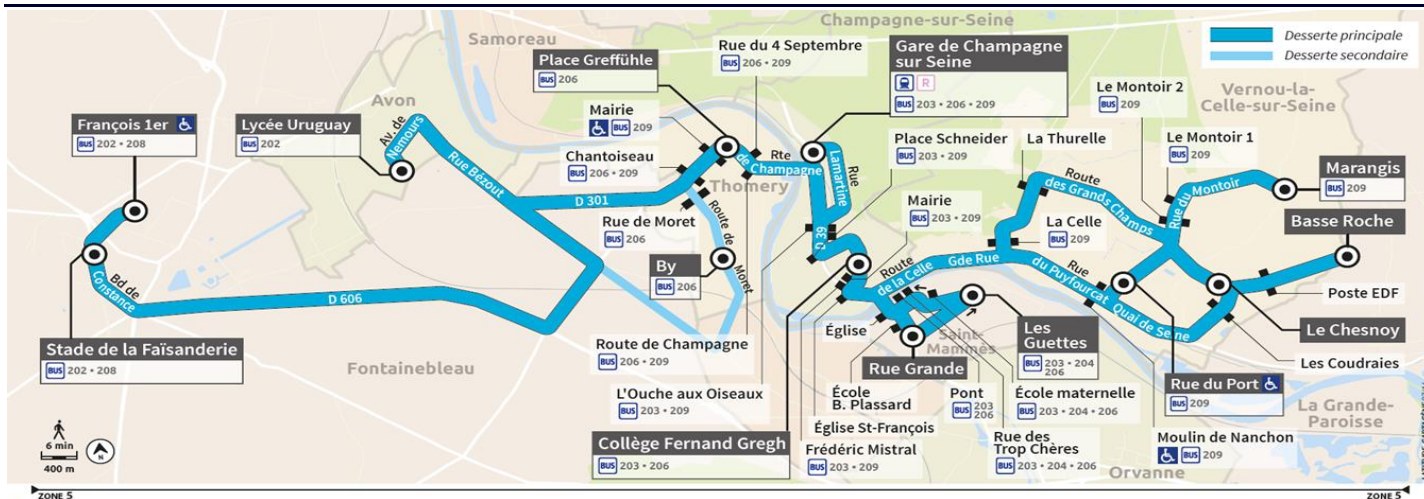 Champagne-sur-Seine
Samoreau
Desserte principale
Desserte secondaire
Rue du 4 Septembre
BUS 206 • 209
Gare de Champagne
sur Seine
R
BUS 203 • 206 • 209
Place Greffühle
BUS 206
Le Montoir 2
BUS 209
Vernou-la-
Celle-sur-Seine
Avon
Mairie
BUS 209
François 1er
BUS 202 • 208
Lycée Uruguay
BUS 202
Av. de
Nemours
Place Schneider
BUS 203 • 209
La Thurelle
Le Montoir 1
BUS 209
Chantoiseau
BUS 206 • 209
Rte
de Champagne
Rue
Lamartine
Marangis
BUS 209
Rue Bézout
Thomery
Route
des Grands Champs
Rue du Montoir
D 301
Mairie
BUS 203 • 209
Rue de Moret
BUS 206
Route de
Moret
La Celle
BUS 209
Basse Roche
D 39
By
BUS 206
Route
de la Celle
Gde Rue
Rue
du Puyfourcat
Bd de
Constance
D 606
Quai de Seine
Poste EDF
Église
Saint-
Mammès
Les
Guettes
BUS 203 • 204
206
Le Chesnoy
Stade de la Faïsanderie
BUS 202 • 208
Route de Champagne
BUS 206 • 209
Fontainebleau
Rue Grande
Les Coudraies
L'Ouche aux Oiseaux
BUS 203 • 209
École
B. Plassard
Pont
BUS 203
206
École maternelle
BUS 203 • 204 • 206
Rue du Port
BUS 209
La Grande-
Paroisse
Église St-François
Collège Fernand Gregh
BUS 203 • 206
Frédéric Mistral
BUS 203 • 209
Rue des
Trop Chères
BUS 203 • 204 • 206
Moulin de Nanchon
BUS 209
Orvanne
6 min
400 m
N
ZONE 5
ZONE 5